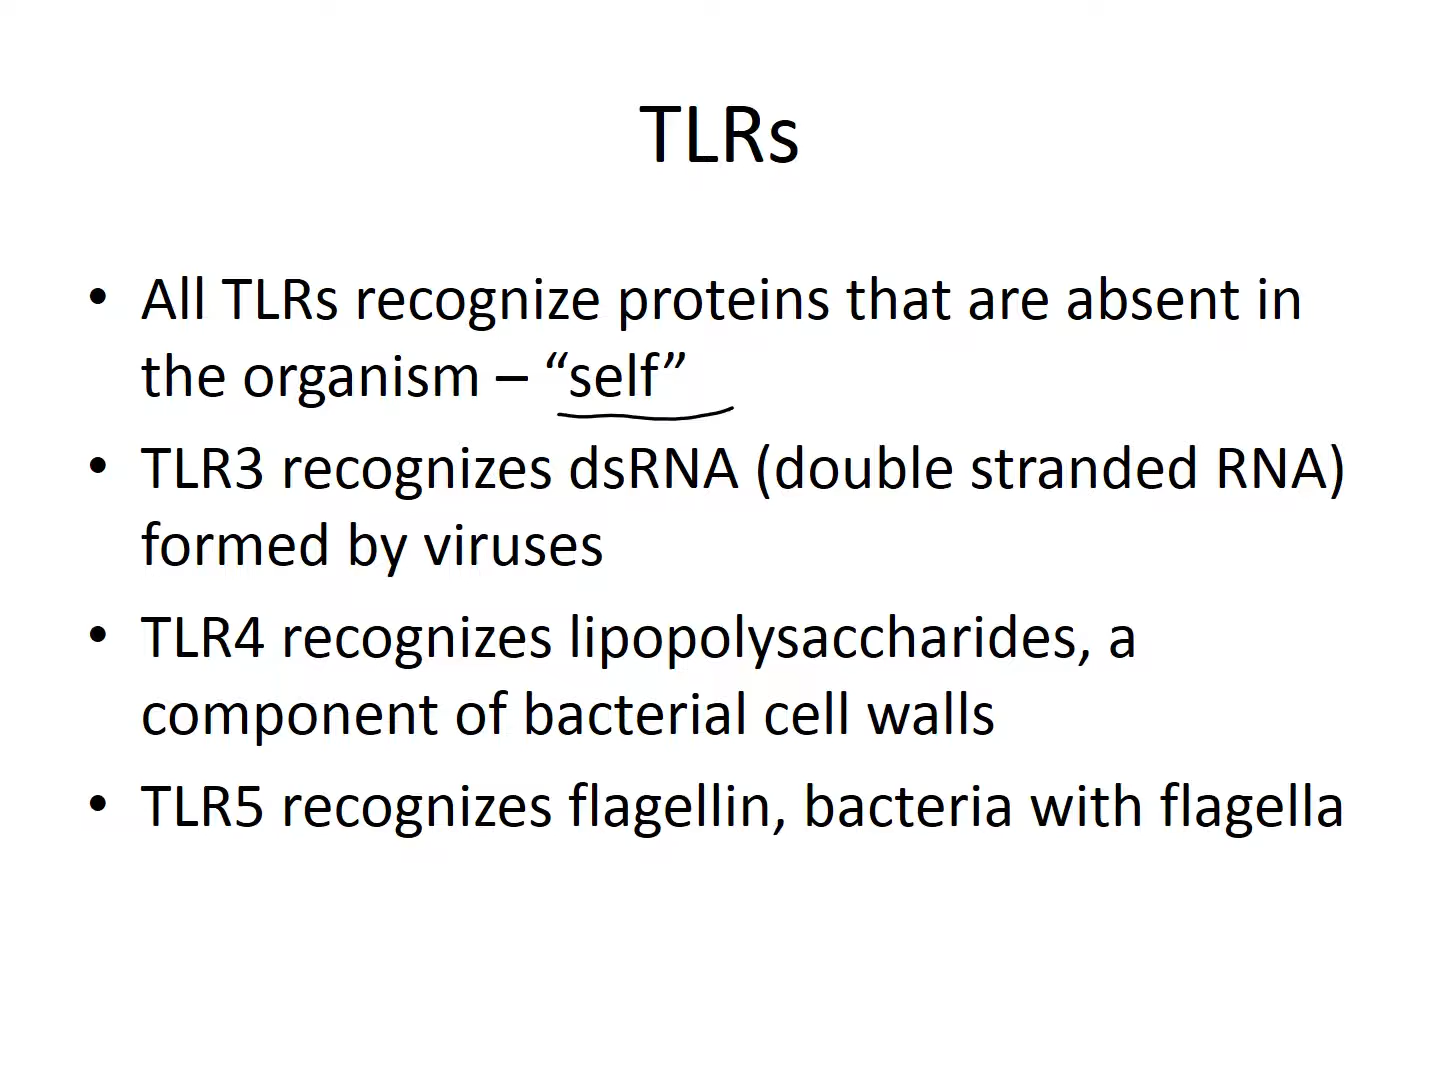 TLRs
• All TLRs recognize proteins that are absent in
the organism – “self”
• TLR3 recognizes dsRNA (double stranded RNA)
formed by viruses
• TLR4 recognizes lipopolysaccharides, a
component of bacterial cell walls
• TLR5 recognizes flagellin, bacteria with flagella